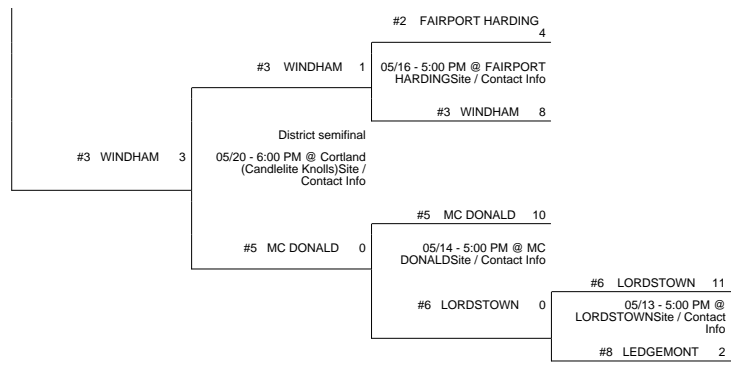 #2 FAIRPORT HARDING
4
#3 WINDHAM 1
05/16 - 5:00 PM @ FAIRPORT
HARDINGSite / Contact Info
#3 WINDHAM 8
District semifinal
#3 WINDHAM 3
05/20 - 6:00 PM @ Cortland
(Candlelite Knolls)Site /
Contact Info
#5 MC DONALD 10
#5 MC DONALD 0
05/14 - 5:00 PM @ MC
DONALDSite / Contact Info
#6 LORDSTOWN 11
#6 LORDSTOWN 0
05/13 - 5:00 PM @
LORDSTOWNSite / Contact
Info
#8 LEDGEMONT 2